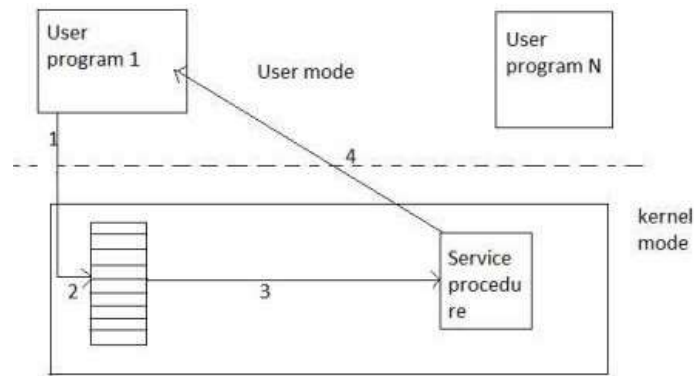 User
program 1
User mode
User
program N
1
4
kernel
mode
2
3
Service
procedu
re